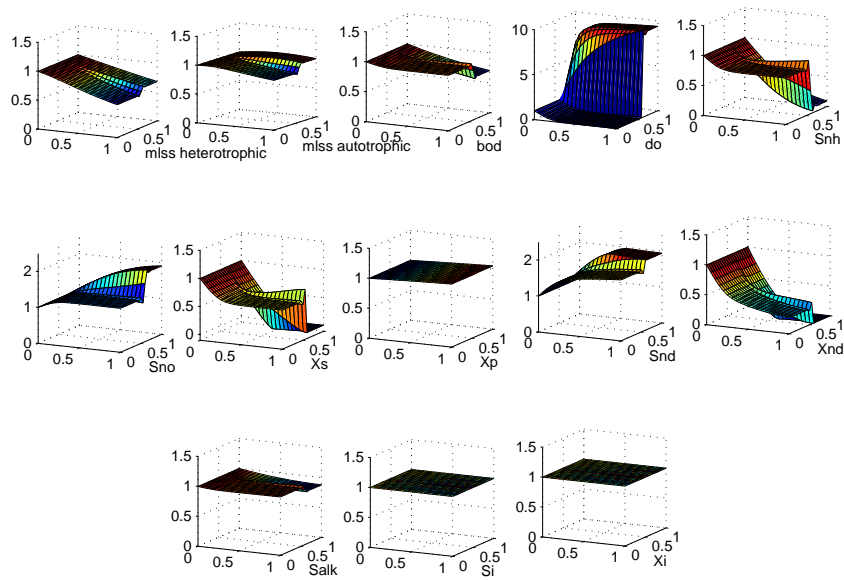 0 0.5 1 1.5 0 0.5 1 0 0.5 1 mlss heterotrophic
0 0.5 1 1.5 0 0.5 1 0 0.5 1 mlss autotrophic
0 0.5 1 1.5 0 0.5 1 0 0.5 1 bod
0 5 10 0 0.5 1 0 0.5 1 do
0 0.5 1 1.5 0 0.5 1 0 0.5 1 Snh
0 1 2 0 0.5 1 0 0.5 1 Sno
0 0.5 1 1.5 0 0.5 1 0 0.5 1 Xs
0 0.5 1 1.5 0 0.5 1 0 0.5 1 Xp
0 1 2 0 0.5 1 0 0.5 1 Snd
0 0.5 1 1.5 0 0.5 1 0 0.5 1 Xnd
0 0.5 1 1.5 0 0.5 1 0 0.5 1 Salk
0 0.5 1 1.5 0 0.5 1 0 0.5 1 Si
0 0.5 1 1.5 0 0.5 1 0 0.5 1 Xi